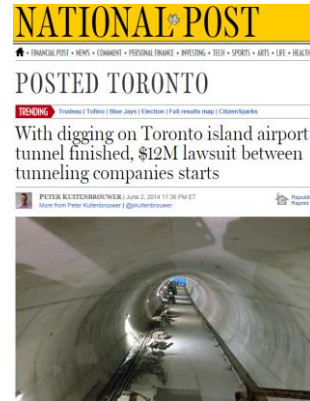 NATIONAL POST
FINANCIAL POST • NEWS • COMMENT • PERSONAL FINANCE • INVESTING • TECH • SPORTS • ARTS • LIFE • HEALTH
POSTED TORONTO
TRENDING Trudeau | Tofino | Blue Jays | Election | Full results map | CitizenSparks
With digging on Toronto island airport
tunnel finished, $12M lawsuit between
tunneling companies starts
PETER KUITENBROUWER | June 2, 2014 11:36 PM ET
More from Peter Kuitenbrouwer | @pkuitenbrouwer
Reprint